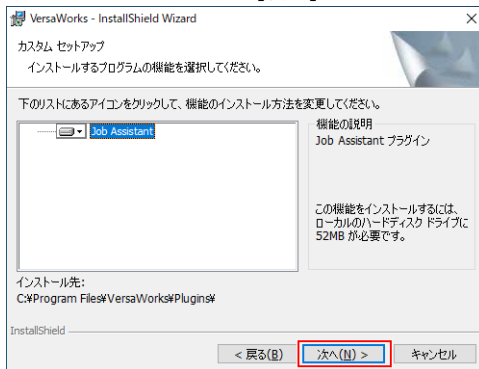 VersaWorks - InstallShield Wizard
カスタム セットアップ
インストールするプログラムの機能を選択してください。
下のリストにあるアイコンをクリックして、機能のインストール方法を変更してください。
Job Assistant
機能の説明
Job Assistant プラグイン
この機能をインストールするには、
ローカルのハードディスク ドライブに
52MB が必要です。
インストール先:
C:¥Program Files¥VersaWorks¥Plugins¥
InstallShield
< 戻る(B)
次へ(N) >
キャンセル